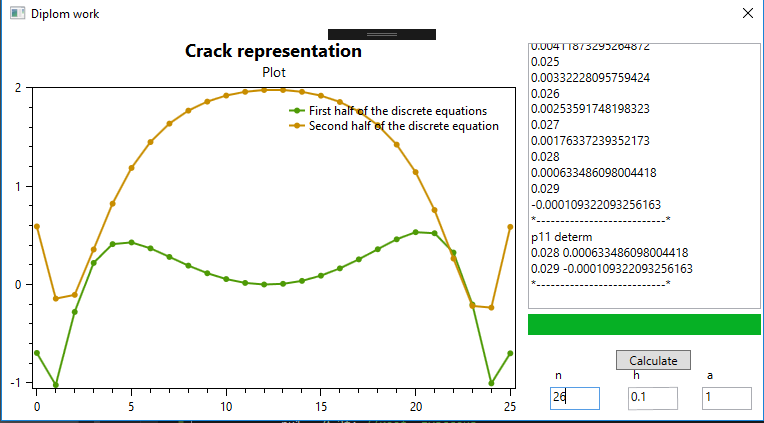 Diplom work
Crack representation
Plot
First half of the discrete equations
Second half of the discrete equation
2
1
0
-1
0
5
10
15
20
25
0.00411873295264872
0.025
0.00332228095759424
0.026
0.00253591748198323
0.027
0.00176337239352173
0.028
0.000633486098004418
0.029
-0.000109322093256163
*---------------------------*
p11 determ
0.028 0.000633486098004418
0.029 -0.000109322093256163
*---------------------------*
Calculate
n h a
26 0.1 1